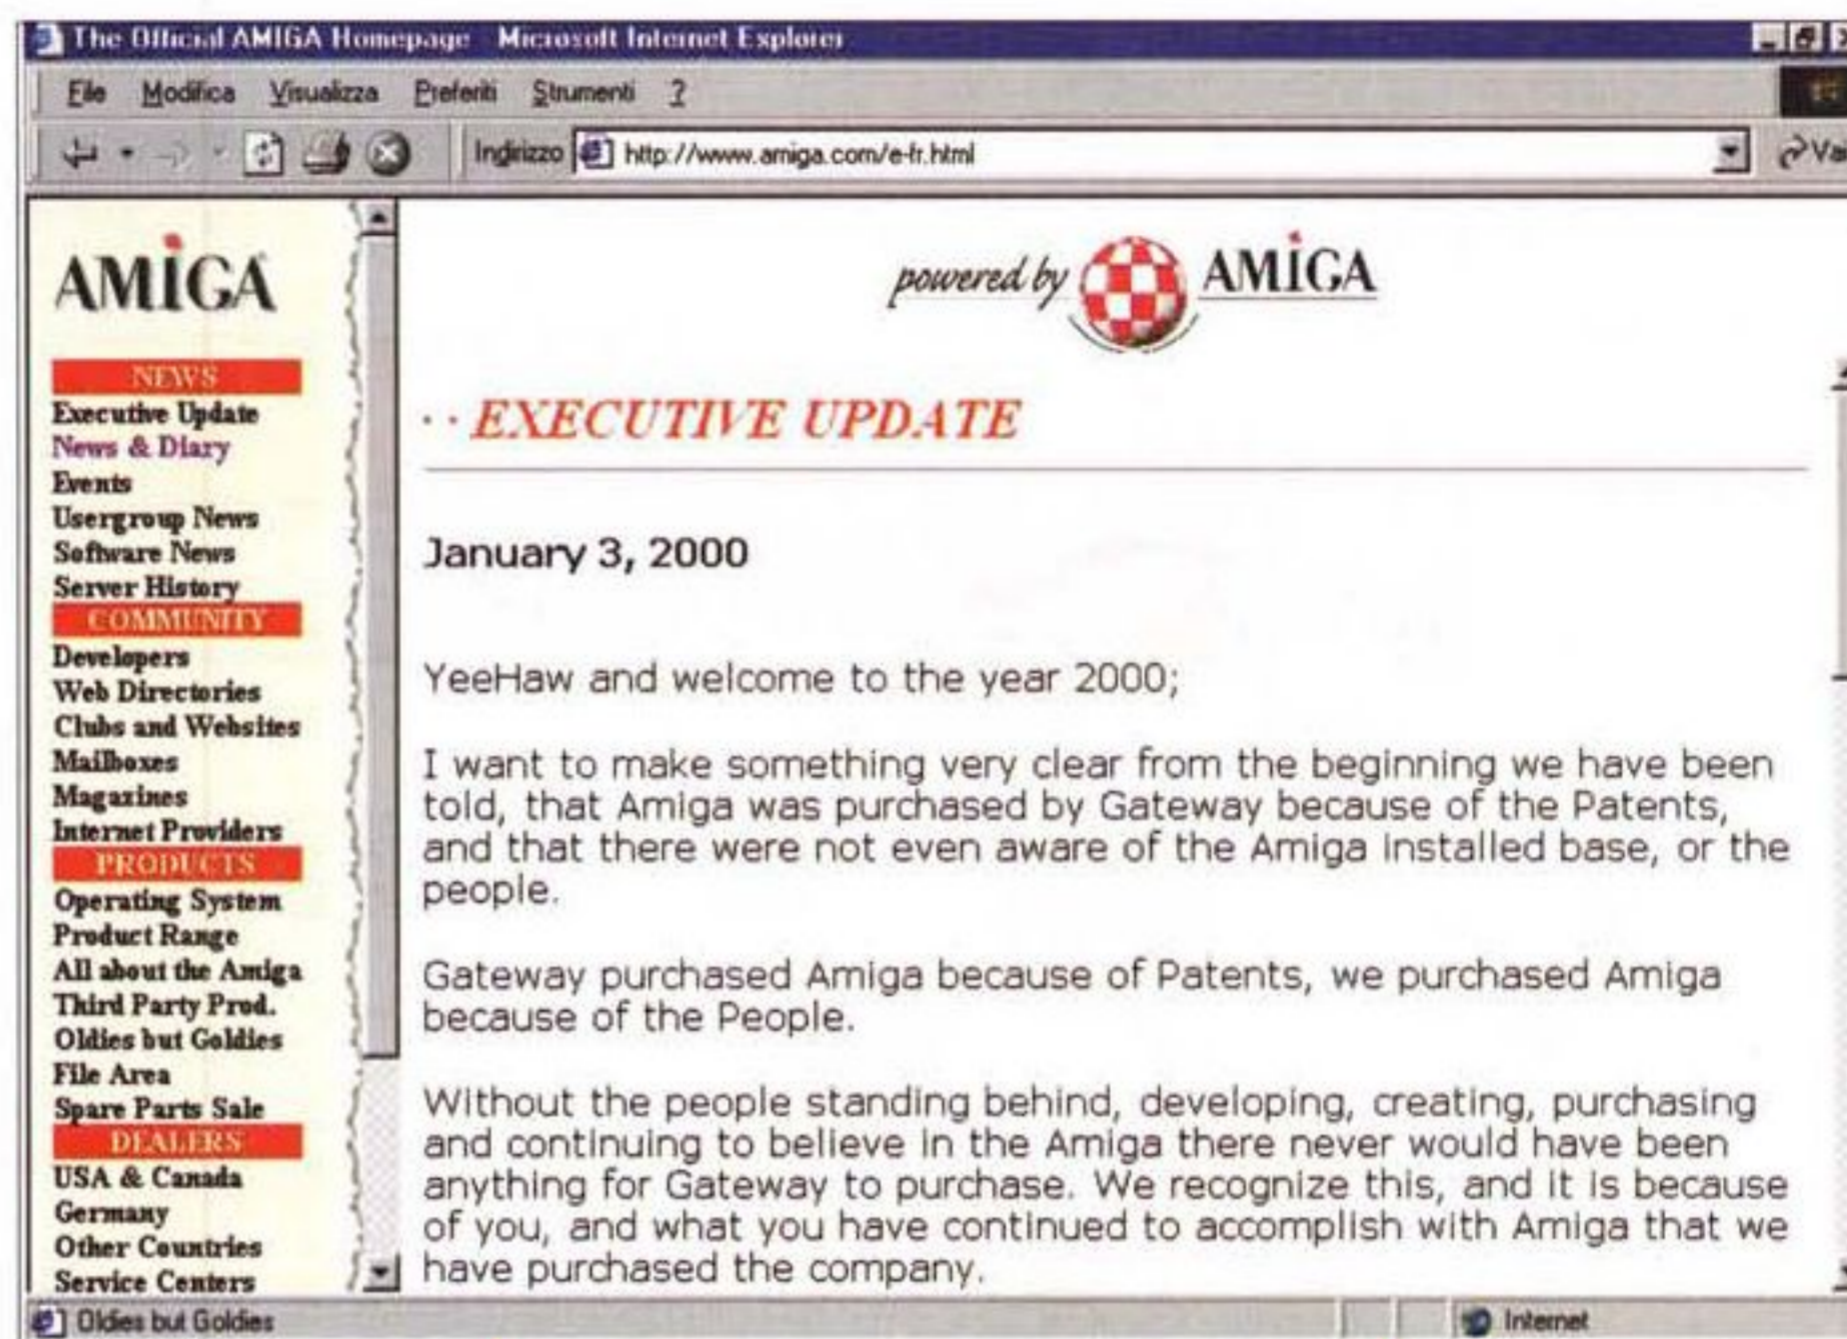 The Official AMIGA Homepage Microsoft Internet Explorer
File Modifica Visualizza Preferiti Strumenti ?
Indirizzo http://www.amiga.com/e-fr.html Vai
AMIGA
NEWS
Executive Update
News & Diary
Events
Usergroup News
Software News
Server History
COMMUNITY
Developers
Web Directories
Clubs and Websites
Mailboxes
Magazines
Internet Providers
PRODUCTS
Operating System
Product Range
All about the Amiga
Third Party Prod.
Oldies but Goldies
File Area
Spare Parts Sale
DEALERS
USA & Canada
Germany
Other Countries
Service Centers
powered by AMIGA
· · EXECUTIVE UPDATE
January 3, 2000
YeeHaw and welcome to the year 2000;
I want to make something very clear from the beginning we have been
told, that Amiga was purchased by Gateway because of the Patents,
and that there were not even aware of the Amiga installed base, or the
people.
Gateway purchased Amiga because of Patents, we purchased Amiga
because of the People.
Without the people standing behind, developing, creating, purchasing
and continuing to believe in the Amiga there never would have been
anything for Gateway to purchase. We recognize this, and it is because
of you, and what you have continued to accomplish with Amiga that we
have purchased the company.
Oldies but Goldies
Internet